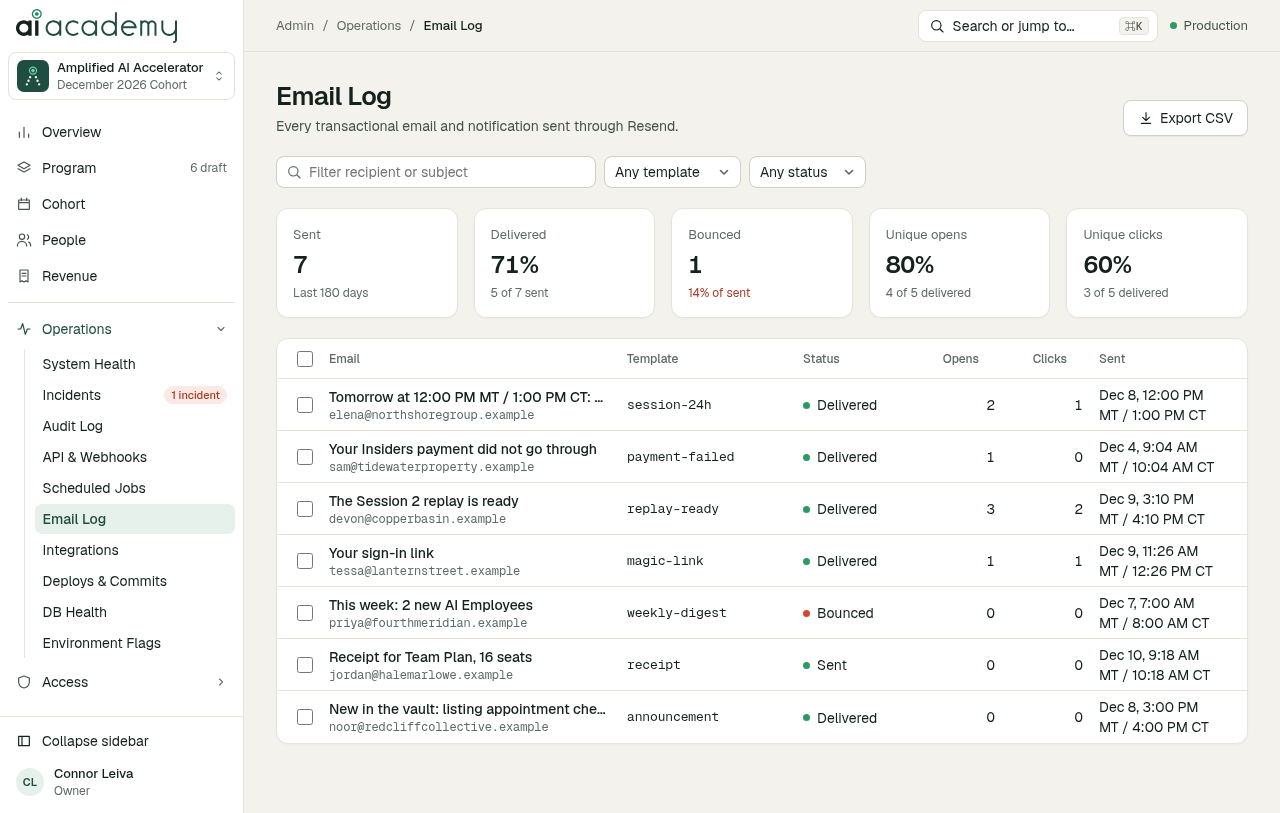 ai academy
Amplified AI Accelerator
December 2026 Cohort
Overview
Program 6 draft
Cohort
People
Revenue
Operations
System Health
Incidents 1 incident
Audit Log
API & Webhooks
Scheduled Jobs
Email Log
Integrations
Deploys & Commits
DB Health
Environment Flags
Access
Collapse sidebar
CL Connor Leiva
Owner
Admin / Operations / Email Log
Search or jump to… ⌘K
Production
Email Log
Every transactional email and notification sent through Resend.
Export CSV
Filter recipient or subject
Any template
Any status
Sent
7
Last 180 days
Delivered
71%
5 of 7 sent
Bounced
1
14% of sent
Unique opens
80%
4 of 5 delivered
Unique clicks
60%
3 of 5 delivered
Email Template Status Opens Clicks Sent
Tomorrow at 12:00 PM MT / 1:00 PM CT: …
elena@northshoregroup.example
session-24h Delivered 2 1
Dec 8, 12:00 PM
MT / 1:00 PM CT
Your Insiders payment did not go through
sam@tidewaterproperty.example
payment-failed Delivered 1 0
Dec 4, 9:04 AM
MT / 10:04 AM CT
The Session 2 replay is ready
devon@copperbasin.example
replay-ready Delivered 3 2
Dec 9, 3:10 PM
MT / 4:10 PM CT
Your sign-in link
tessa@lanternstreet.example
magic-link Delivered 1 1
Dec 9, 11:26 AM
MT / 12:26 PM CT
This week: 2 new AI Employees
priya@fourthmeridian.example
weekly-digest Bounced 0 0
Dec 7, 7:00 AM
MT / 8:00 AM CT
Receipt for Team Plan, 16 seats
jordan@halemarlowe.example
receipt Sent 0 0
Dec 10, 9:18 AM
MT / 10:18 AM CT
New in the vault: listing appointment che…
noor@redcliffcollective.example
announcement Delivered 0 0
Dec 8, 3:00 PM
MT / 4:00 PM CT